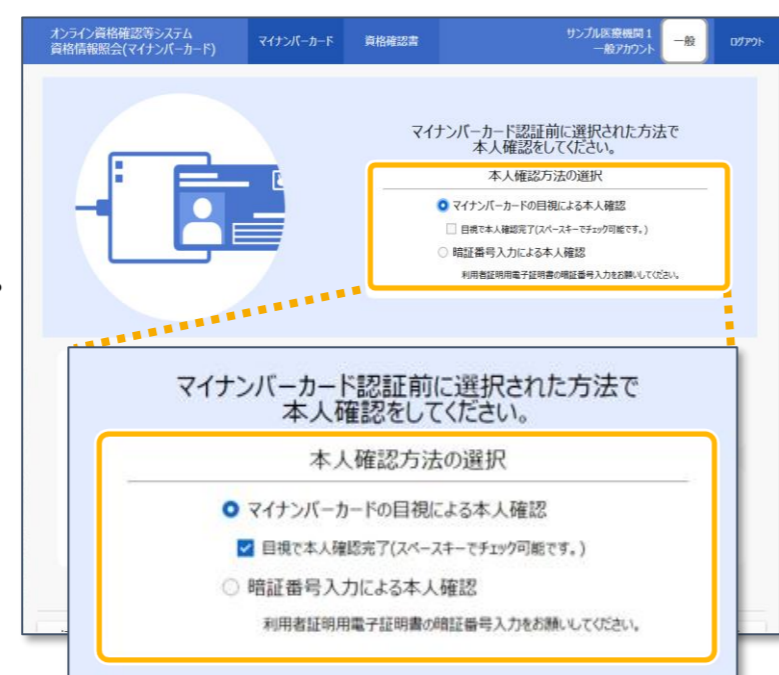 オンライン資格確認等システム
資格情報照会(マイナンバーカード)
マイナンバーカード
資格確認書
サンプル医療機関1
一般アカウント
一般
ログアウト
マイナンバーカード認証前に選択された方法で
本人確認をしてください。
本人確認方法の選択
マイナンバーカードの目視による本人確認
目視で本人確認完了(スペースキーでチェック可能です。)
暗証番号入力による本人確認
利用者証明用電子証明書の暗証番号入力をお願いしてください。
マイナンバーカード認証前に選択された方法で
本人確認をしてください。
本人確認方法の選択
マイナンバーカードの目視による本人確認
目視で本人確認完了(スペースキーでチェック可能です。)
暗証番号入力による本人確認
利用者証明用電子証明書の暗証番号入力をお願いしてください。